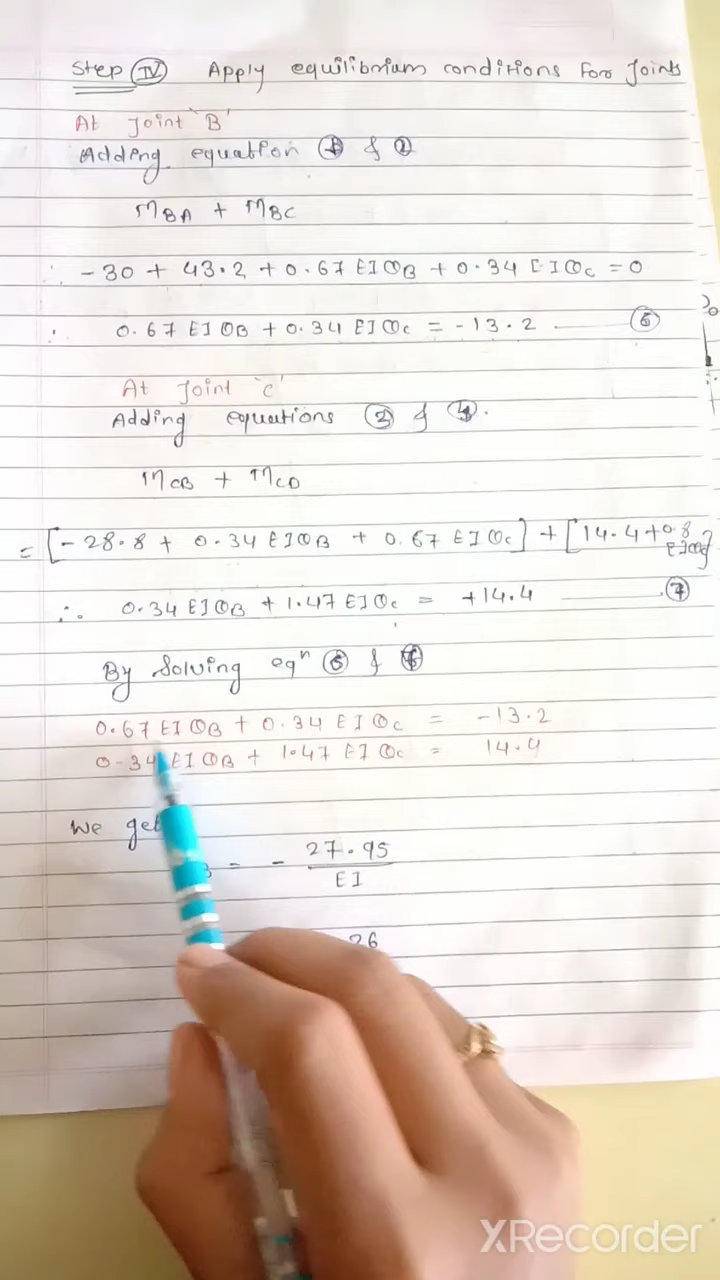 Step IV Apply equilibrium conditions For Joints
At Joint 'B'
Adding equation 1 & 2
MBA + MBC
∴ -30 + 43.2 + 0.67 EIθB + 0.34 EIθc = 0
∴ 0.67 EIθB + 0.34 EIθc = -13.2 6
At Joint 'C'
Adding equations 3 & 4.
MCB + MCD
= [-28.8 + 0.34 EIθB + 0.67 EIθc] + [14.4 + 0.8 EIθc]
∴ 0.34 EIθB + 1.47 EIθc = +14.4 7
By Solving eqn 6 & 7
0.67 EIθB + 0.34 EIθc = -13.2
0.34 EIθB + 1.47 EIθc = 14.4
We get
B = - 27.95 / EI
26
XRecorder